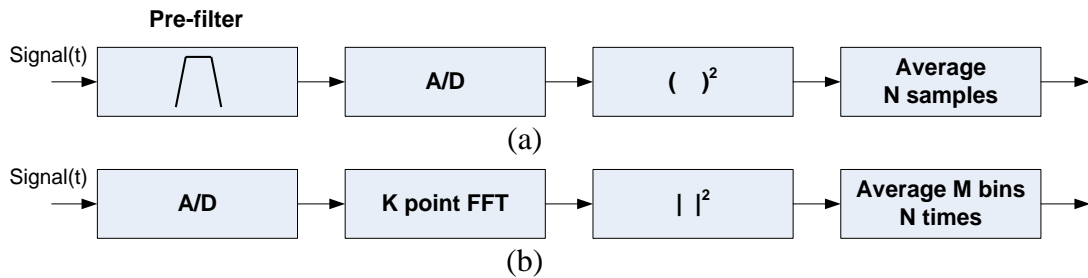 Pre-filter
Signal(t)
A/D
( )²
Average
N samples
(a)
Signal(t)
A/D
K point FFT
| |²
Average M bins
N times
(b)